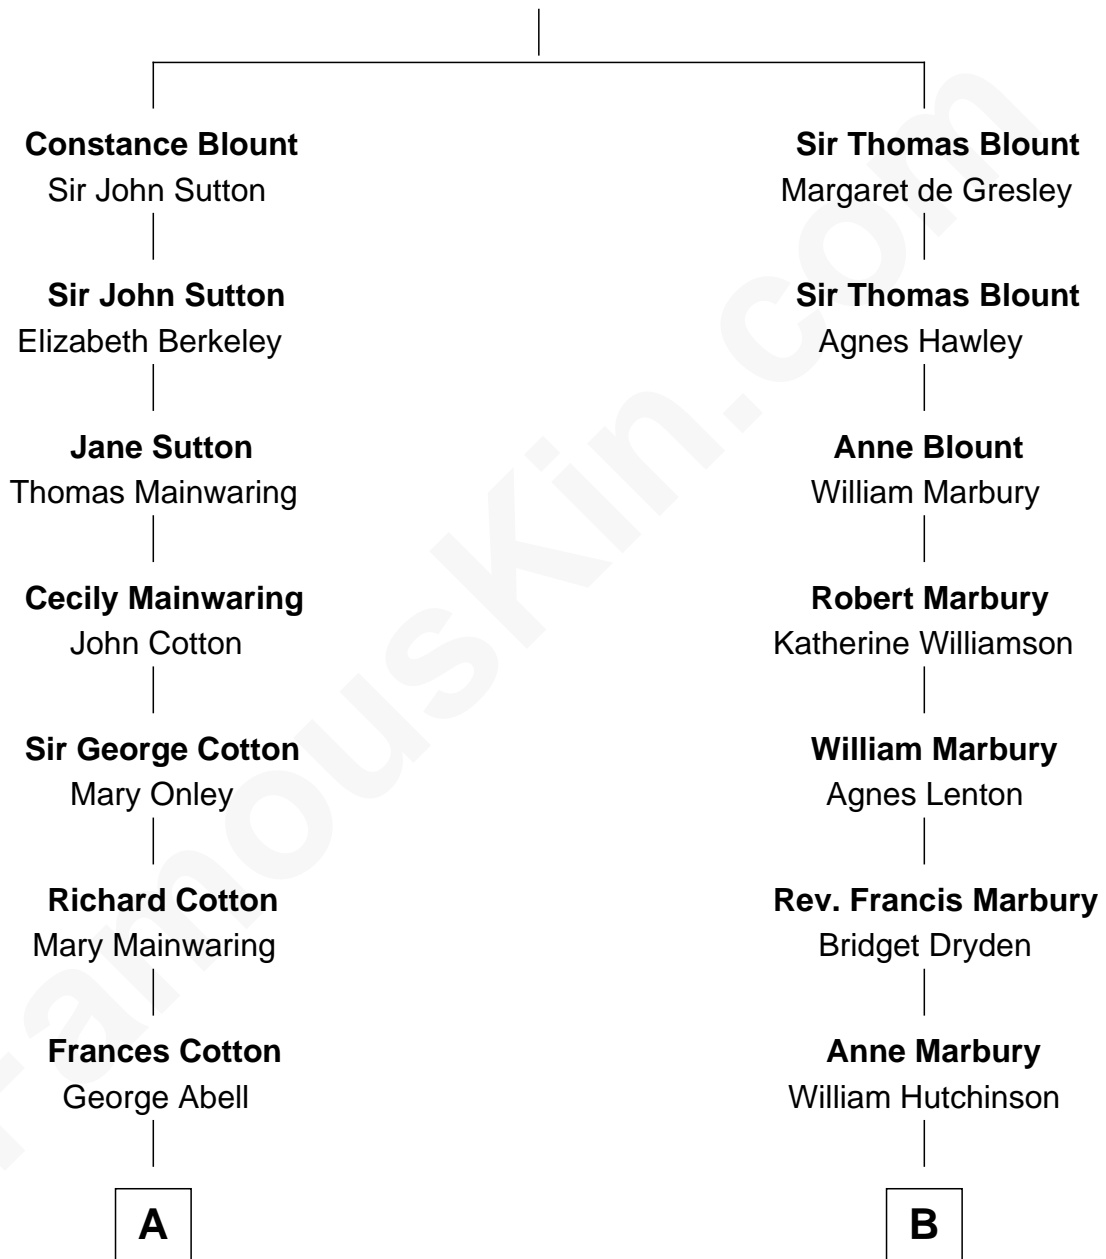 Constance Blount
Sir John Sutton
Sir John Sutton
Elizabeth Berkeley
Jane Sutton
Thomas Mainwaring
Cecily Mainwaring
John Cotton
Sir George Cotton
Mary Onley
Richard Cotton
Mary Mainwaring
Frances Cotton
George Abell
A
Sir Thomas Blount
Margaret de Gresley
Sir Thomas Blount
Agnes Hawley
Anne Blount
William Marbury
Robert Marbury
Katherine Williamson
William Marbury
Agnes Lenton
Rev. Francis Marbury
Bridget Dryden
Anne Marbury
William Hutchinson
B
FamousKin.com